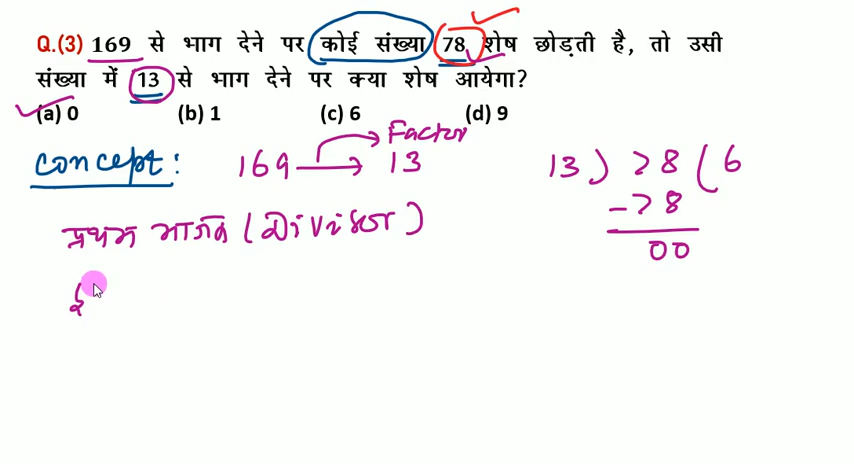 Q.(3) 169 से भाग देने पर कोई संख्या 78 शेष छोड़ती है, तो उसी
संख्या में 13 से भाग देने पर क्या शेष आयेगा?
(a) 0 (b) 1 (c) 6 (d) 9
Concept: 169 → 13 Factor
प्रथम भाजक (Divisor)
13 ) 78 ( 6
-78
00